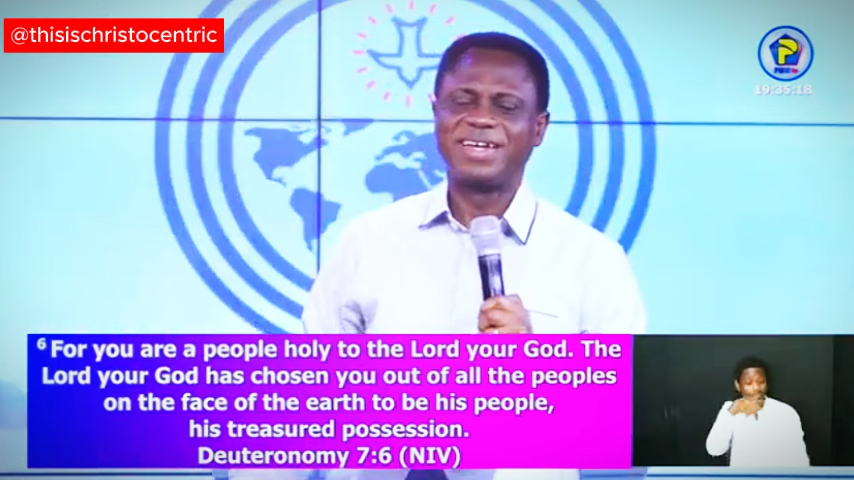 @thisischristocentric
P
19:35:18
6 For you are a people holy to the Lord your God. The
Lord your God has chosen you out of all the peoples
on the face of the earth to be his people,
his treasured possession.
Deuteronomy 7:6 (NIV)